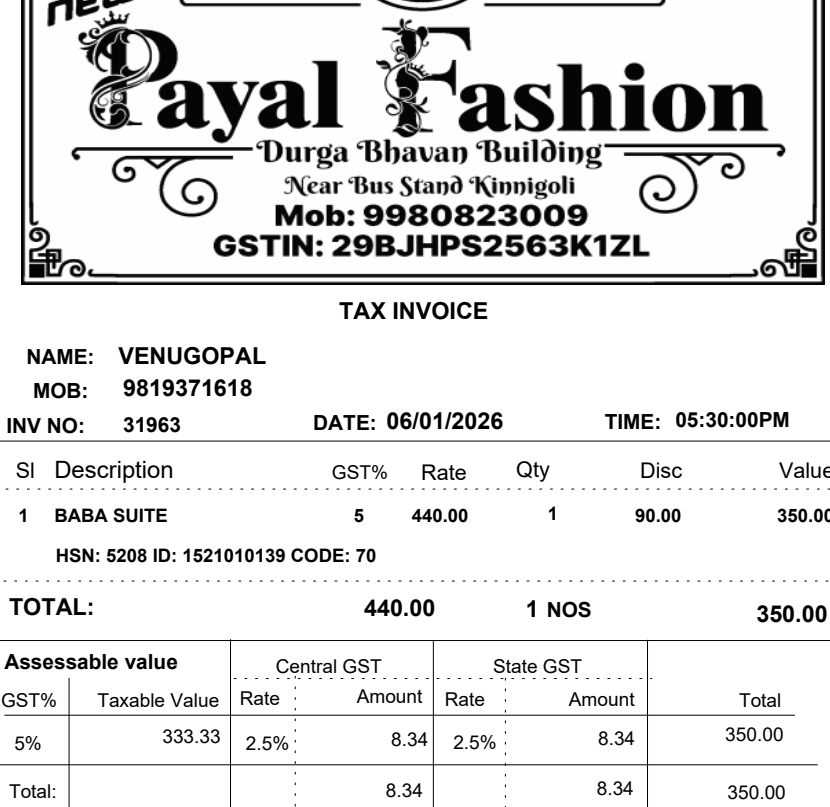 new
Payal Fashion
Durga Bhavan Building
Near Bus Stand Kinnigoli
Mob: 9980823009
GSTIN: 29BJHPS2563K1ZL
TAX INVOICE
NAME: VENUGOPAL
MOB: 9819371618
INV NO: 31963 DATE: 06/01/2026 TIME: 05:30:00PM
Sl Description GST% Rate Qty Disc Value
1 BABA SUITE 5 440.00 1 90.00 350.00
HSN: 5208 ID: 1521010139 CODE: 70
TOTAL: 440.00 1 NOS 350.00
Assessable value Central GST State GST
GST% Taxable Value Rate Amount Rate Amount Total
5% 333.33 2.5% 8.34 2.5% 8.34 350.00
Total: 8.34 8.34 350.00